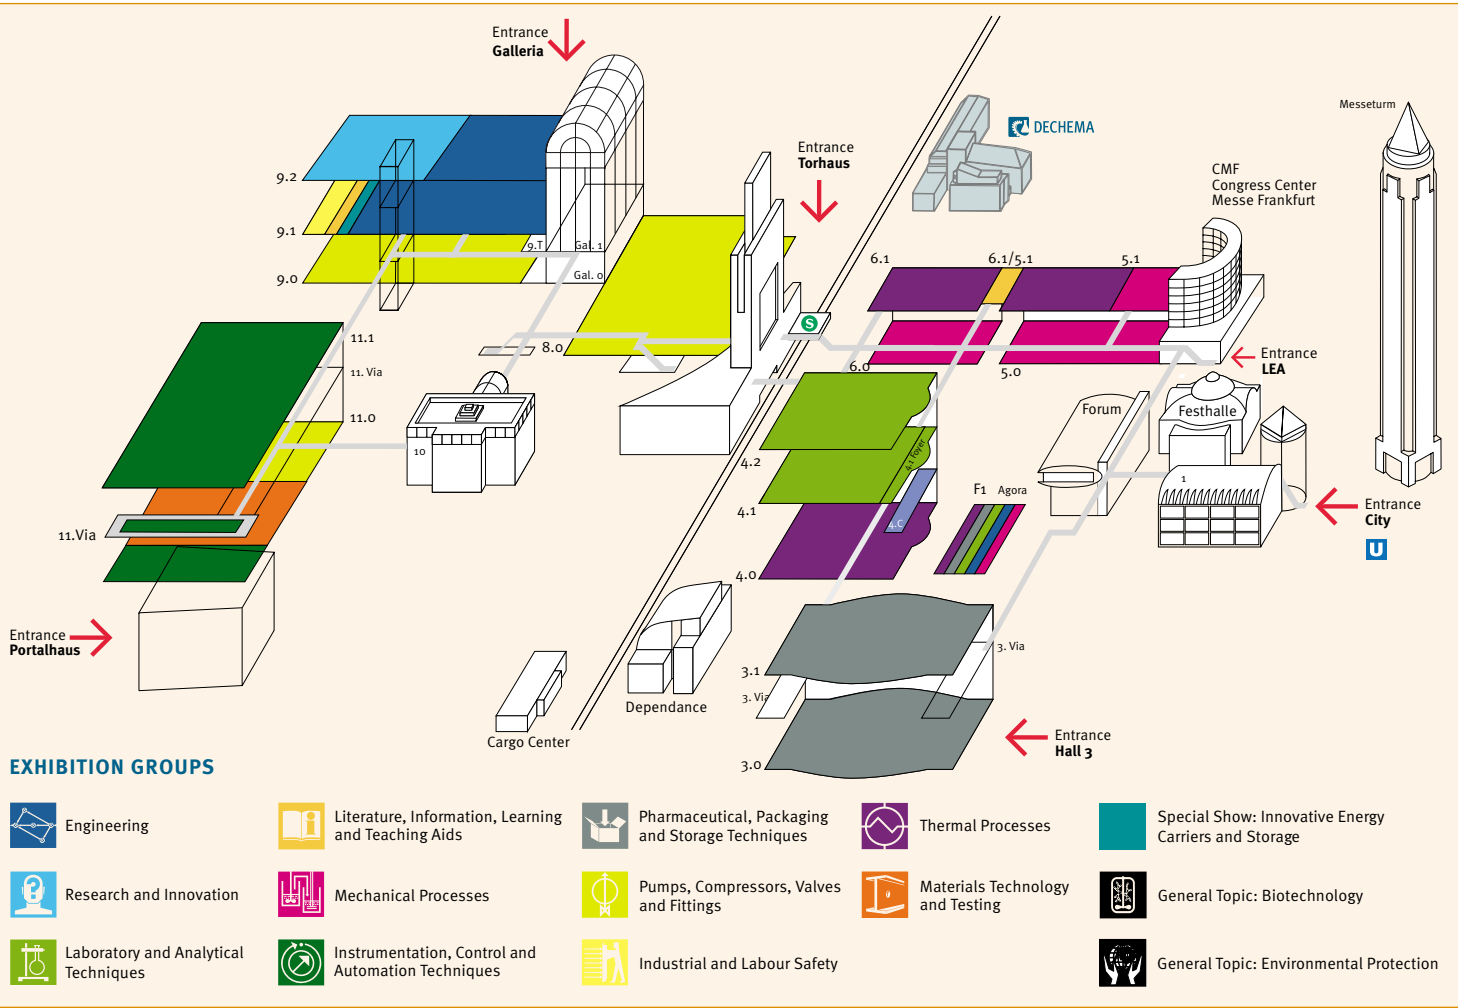 Entrance
Galleria
Messeturm
DECHEMA
Entrance
Torhaus
CMF
Congress Center
Messe Frankfurt
9.2
9.1
9.T
Gal. 1
9.0
Gal. 0
6.1
6.1/5.1
5.1
S
11.1
8.0
Entrance
LEA
11. Via
6.0
5.0
11.0
Forum
Festhalle
10
4.2
4.1 Foyer
1
4.1
F1
Agora
4.C
Entrance
City
U
11.Via
4.0
Entrance
Portalhaus
3. Via
3.1
3. Via
Dependance
Cargo Center
Entrance
Hall 3
3.0
EXHIBITION GROUPS
Engineering
Literature, Information, Learning
and Teaching Aids
Pharmaceutical, Packaging
and Storage Techniques
Thermal Processes
Special Show: Innovative Energy
Carriers and Storage
Research and Innovation
Mechanical Processes
Pumps, Compressors, Valves
and Fittings
Materials Technology
and Testing
General Topic: Biotechnology
Laboratory and Analytical
Techniques
Instrumentation, Control and
Automation Techniques
Industrial and Labour Safety
General Topic: Environmental Protection